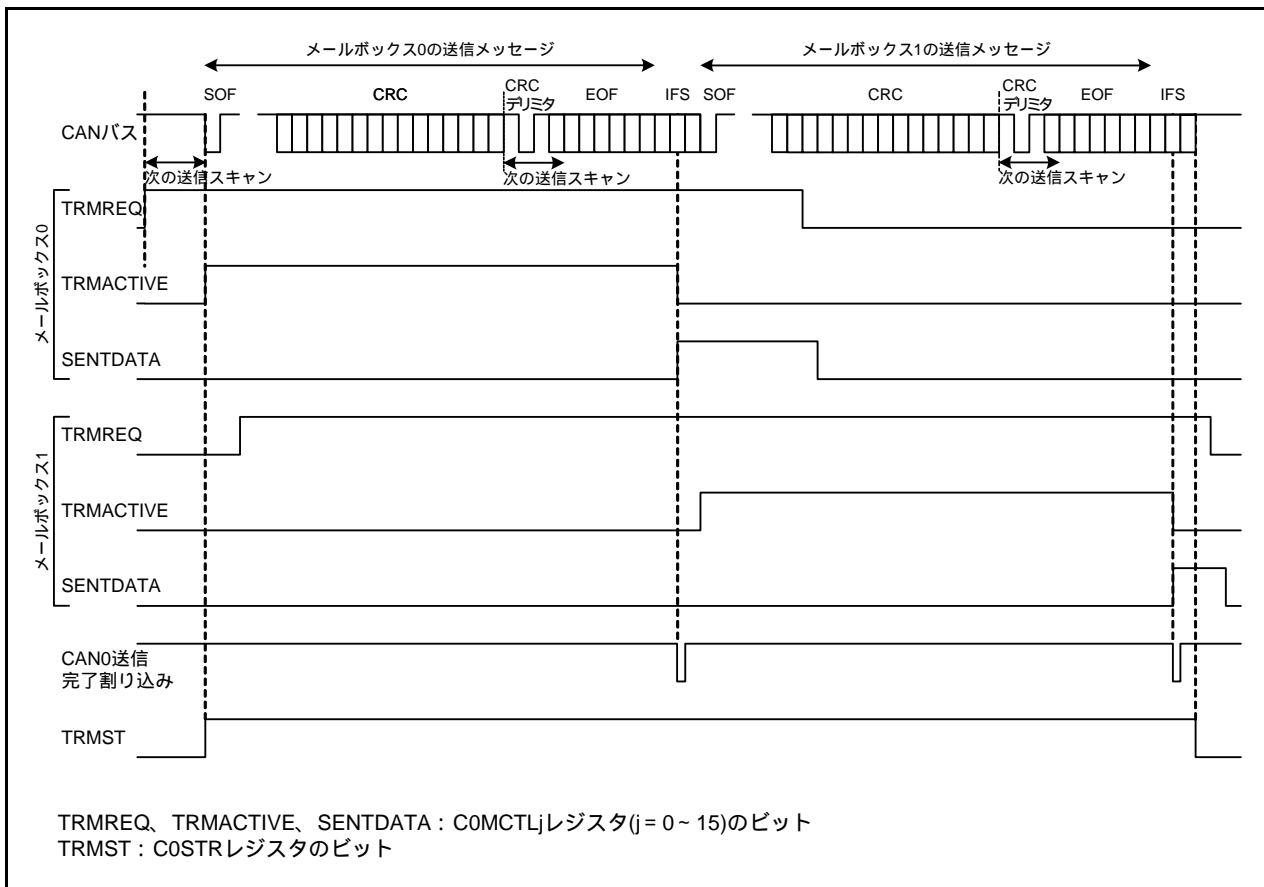 メールボックス0の送信メッセージ メールボックス1の送信メッセージ
SOF CRC CRC EOF IFS SOF CRC CRC EOF IFS
デリミタ デリミタ
CANバス
次の送信スキャン 次の送信スキャン 次の送信スキャン
メールボックス0
TRMREQ
TRMACTIVE
SENTDATA
メールボックス1
TRMREQ
TRMACTIVE
SENTDATA
CAN0送信
完了割り込み
TRMST
TRMREQ、TRMACTIVE、SENTDATA : C0MCTLjレジスタ(j = 0 ~ 15)のビット
TRMST : C0STRレジスタのビット